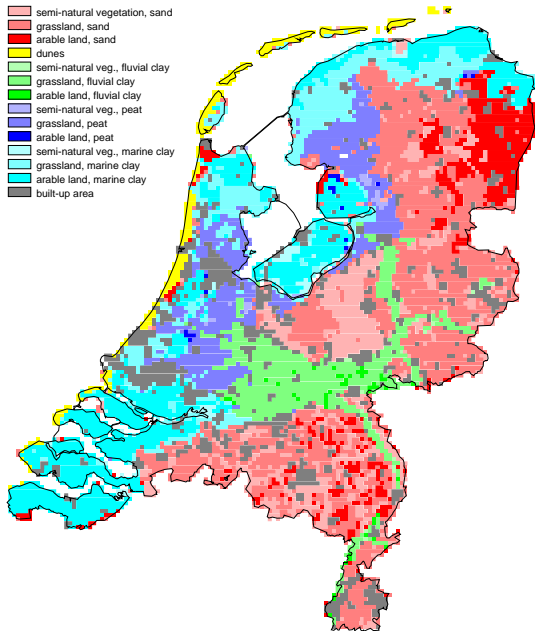 semi-natural vegetation, sand
grassland, sand
arable land, sand
dunes
semi-natural veg., fluvial clay
grassland, fluvial clay
arable land, fluvial clay
semi-natural veg., peat
grassland, peat
arable land, peat
semi-natural veg., marine clay
grassland, marine clay
arable land, marine clay
built-up area